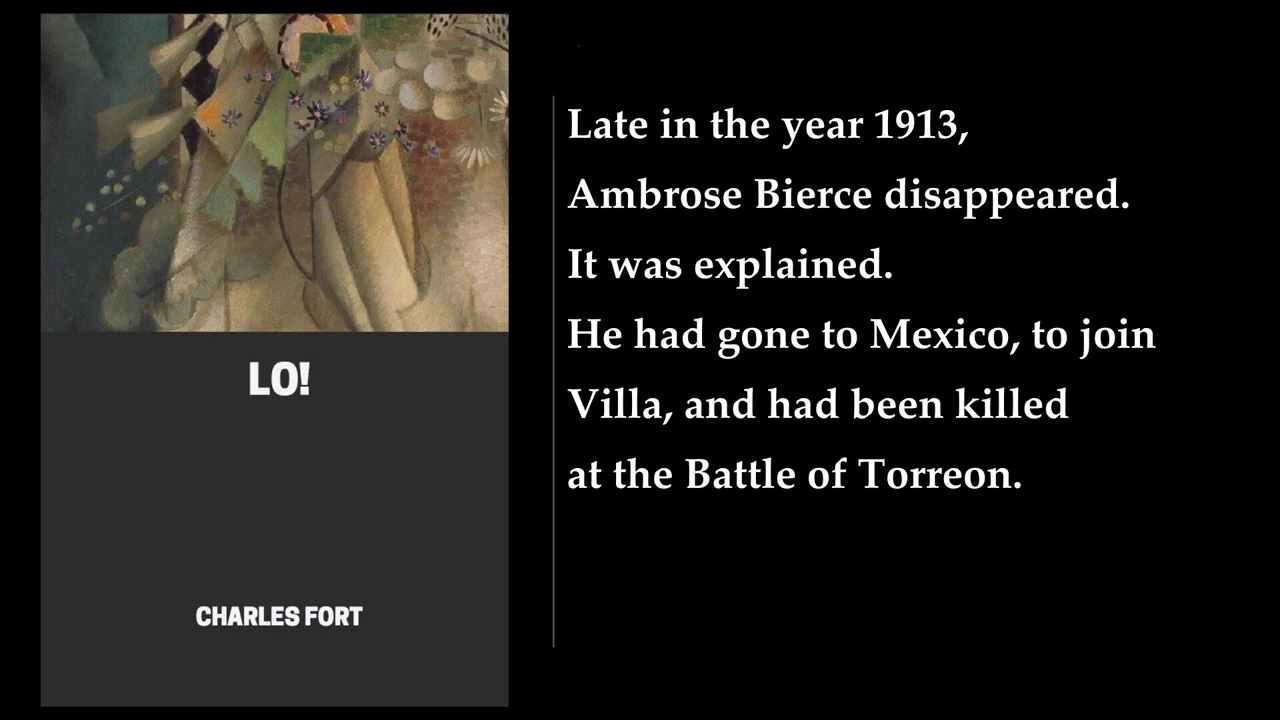 LO!
CHARLES FORT
Late in the year 1913,
Ambrose Bierce disappeared.
It was explained.
He had gone to Mexico, to join
Villa, and had been killed
at the Battle of Torreon.